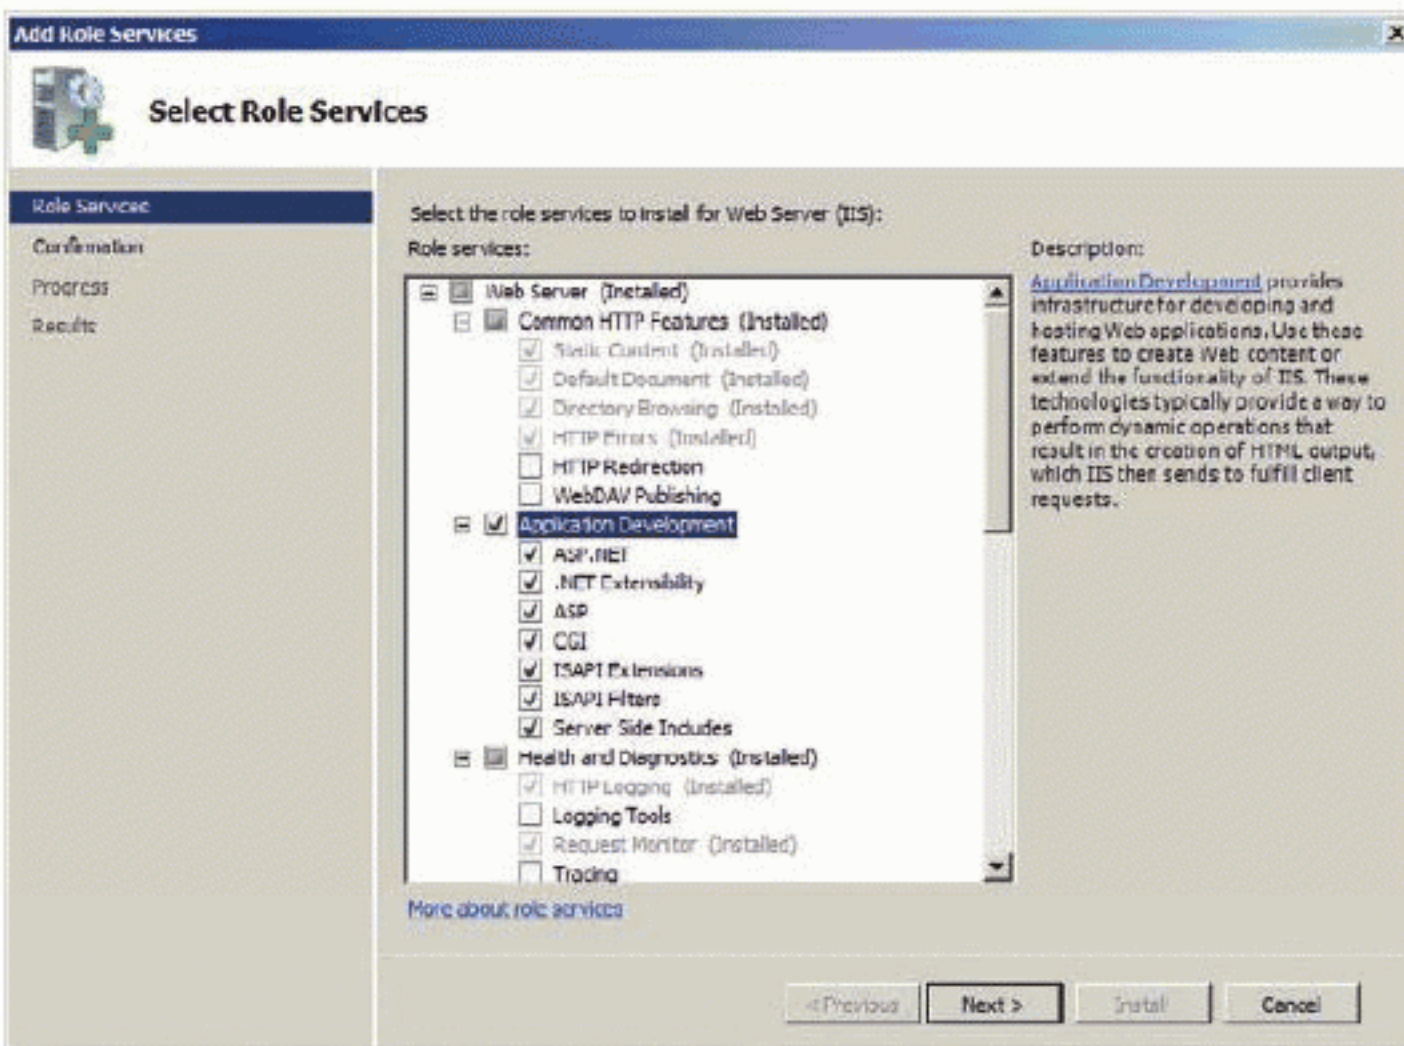 Add Role Services
Select Role Services
Role Services
Confirmation
Progress
Results
Select the role services to install for Web Server (IIS):
Role services:
Web Server (Installed)
Common HTTP Features (Installed)
Static Content (Installed)
Default Document (Installed)
Directory Browsing (Installed)
HTTP Errors (Installed)
HTTP Redirection
WebDAV Publishing
Application Development
ASP.NET
.NET Extensibility
ASP
CGI
ISAPI Extensions
ISAPI Filters
Server Side Includes
Health and Diagnostics (Installed)
HTTP Logging (Installed)
Logging Tools
Request Monitor (Installed)
Tracing
More about role services
Description:
Application Development provides
infrastructure for developing and
hosting Web applications. Use these
features to create Web content or
extend the functionality of IIS. These
technologies typically provide a way to
perform dynamic operations that
result in the creation of HTML output,
which IIS then sends to fulfill client
requests.
< Previous
Next >
Install
Cancel